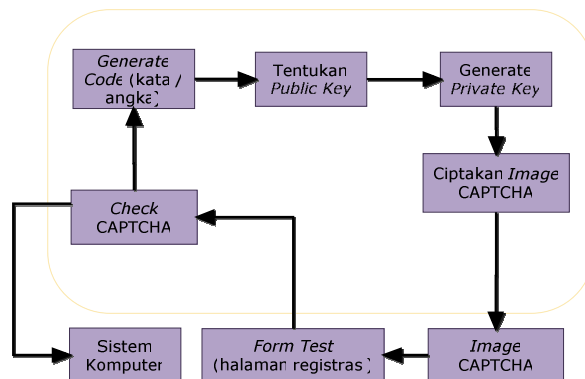 Generate
Code (kata /
angka)
Tentukan
Public Key
Generate
Private Key
Ciptakan Image
CAPTCHA
Check
CAPTCHA
Sistem
Komputer
Form Test
(halaman registras)
Image
CAPTCHA